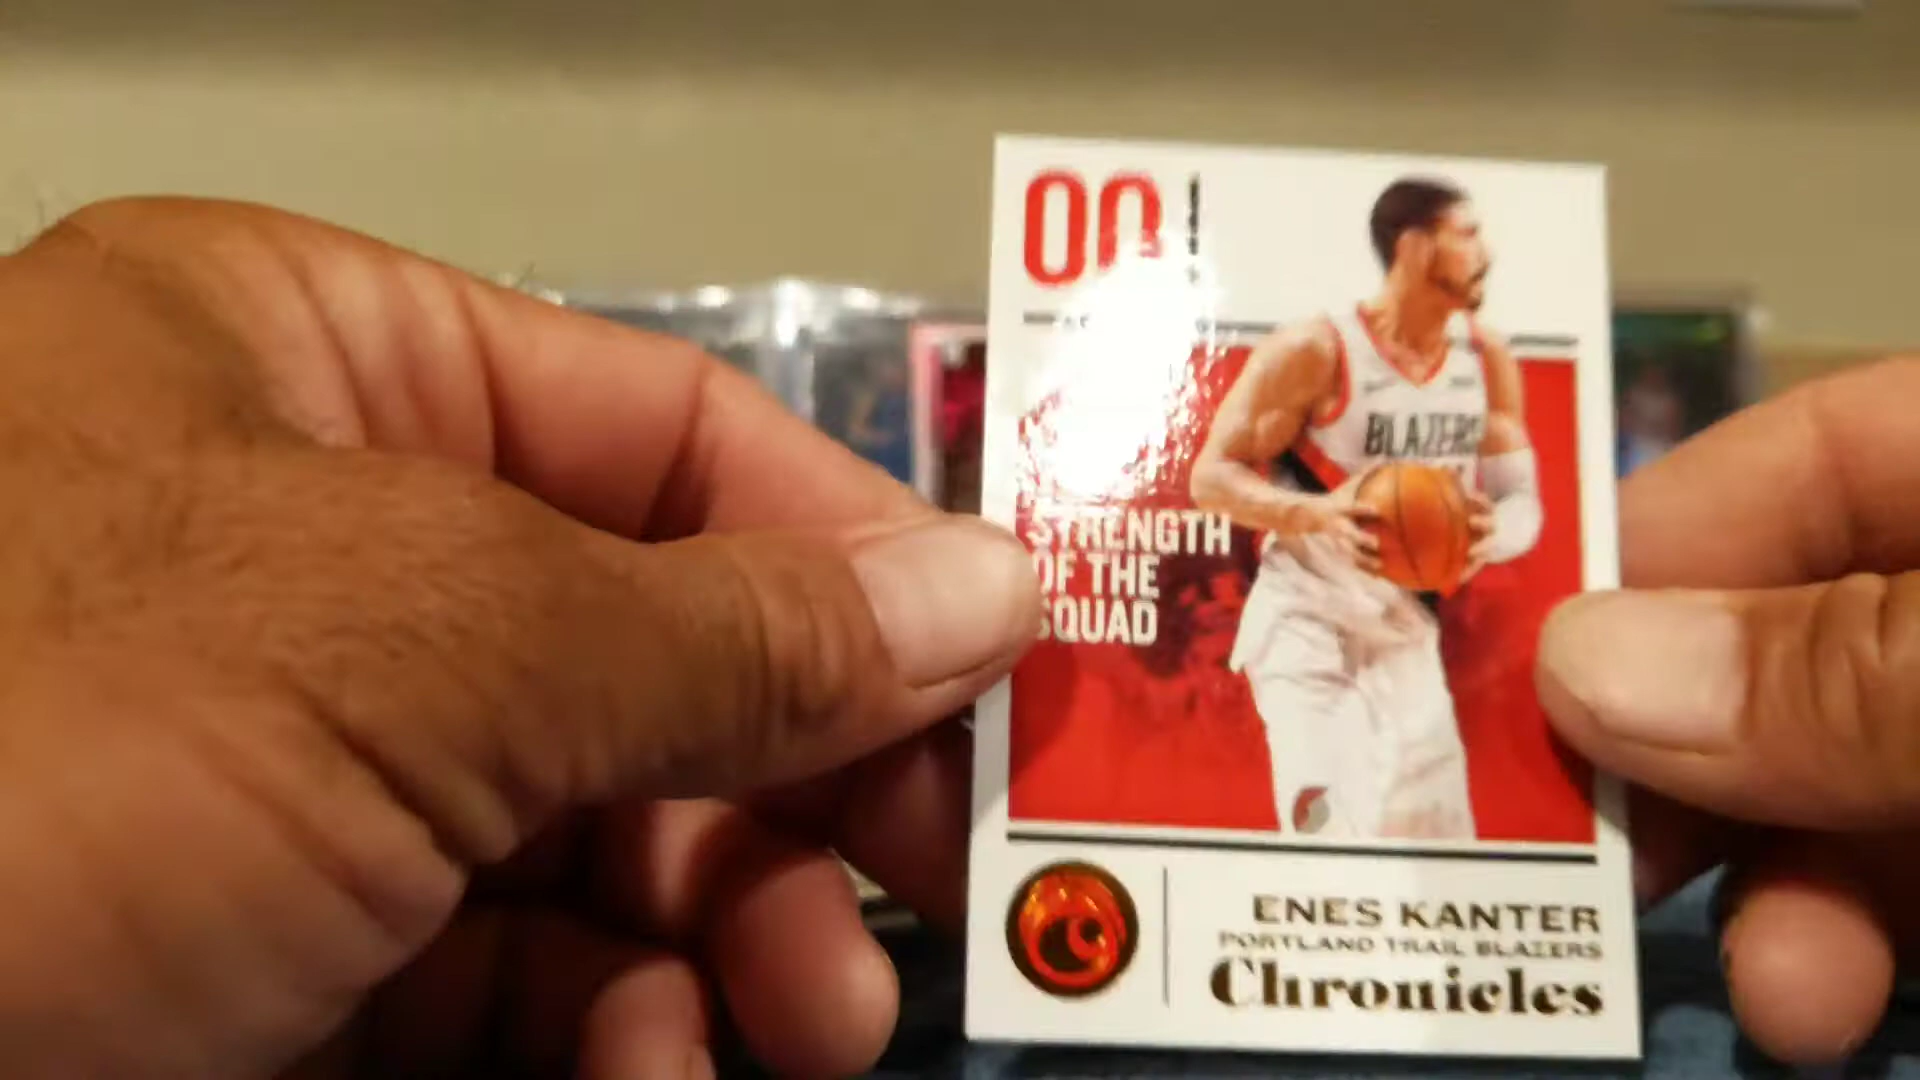 00
STRENGTH
OF THE
SQUAD
BLAZERS
ENES KANTER
PORTLAND TRAIL BLAZERS
Chronicles